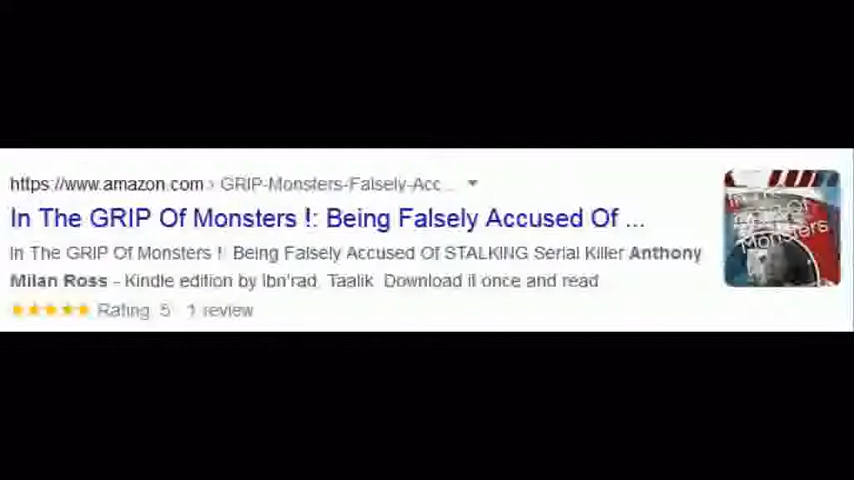 https://www.amazon.com › GRIP-Monsters-Falsely-Acc...
In The GRIP Of Monsters !: Being Falsely Accused Of ...
In The GRIP Of Monsters !: Being Falsely Accused Of STALKING Serial Killer Anthony
Milan Ross - Kindle edition by Ibn'rad, Taalik. Download it once and read
Rating: 5 · 1 review
In The
Grip Of
Monsters